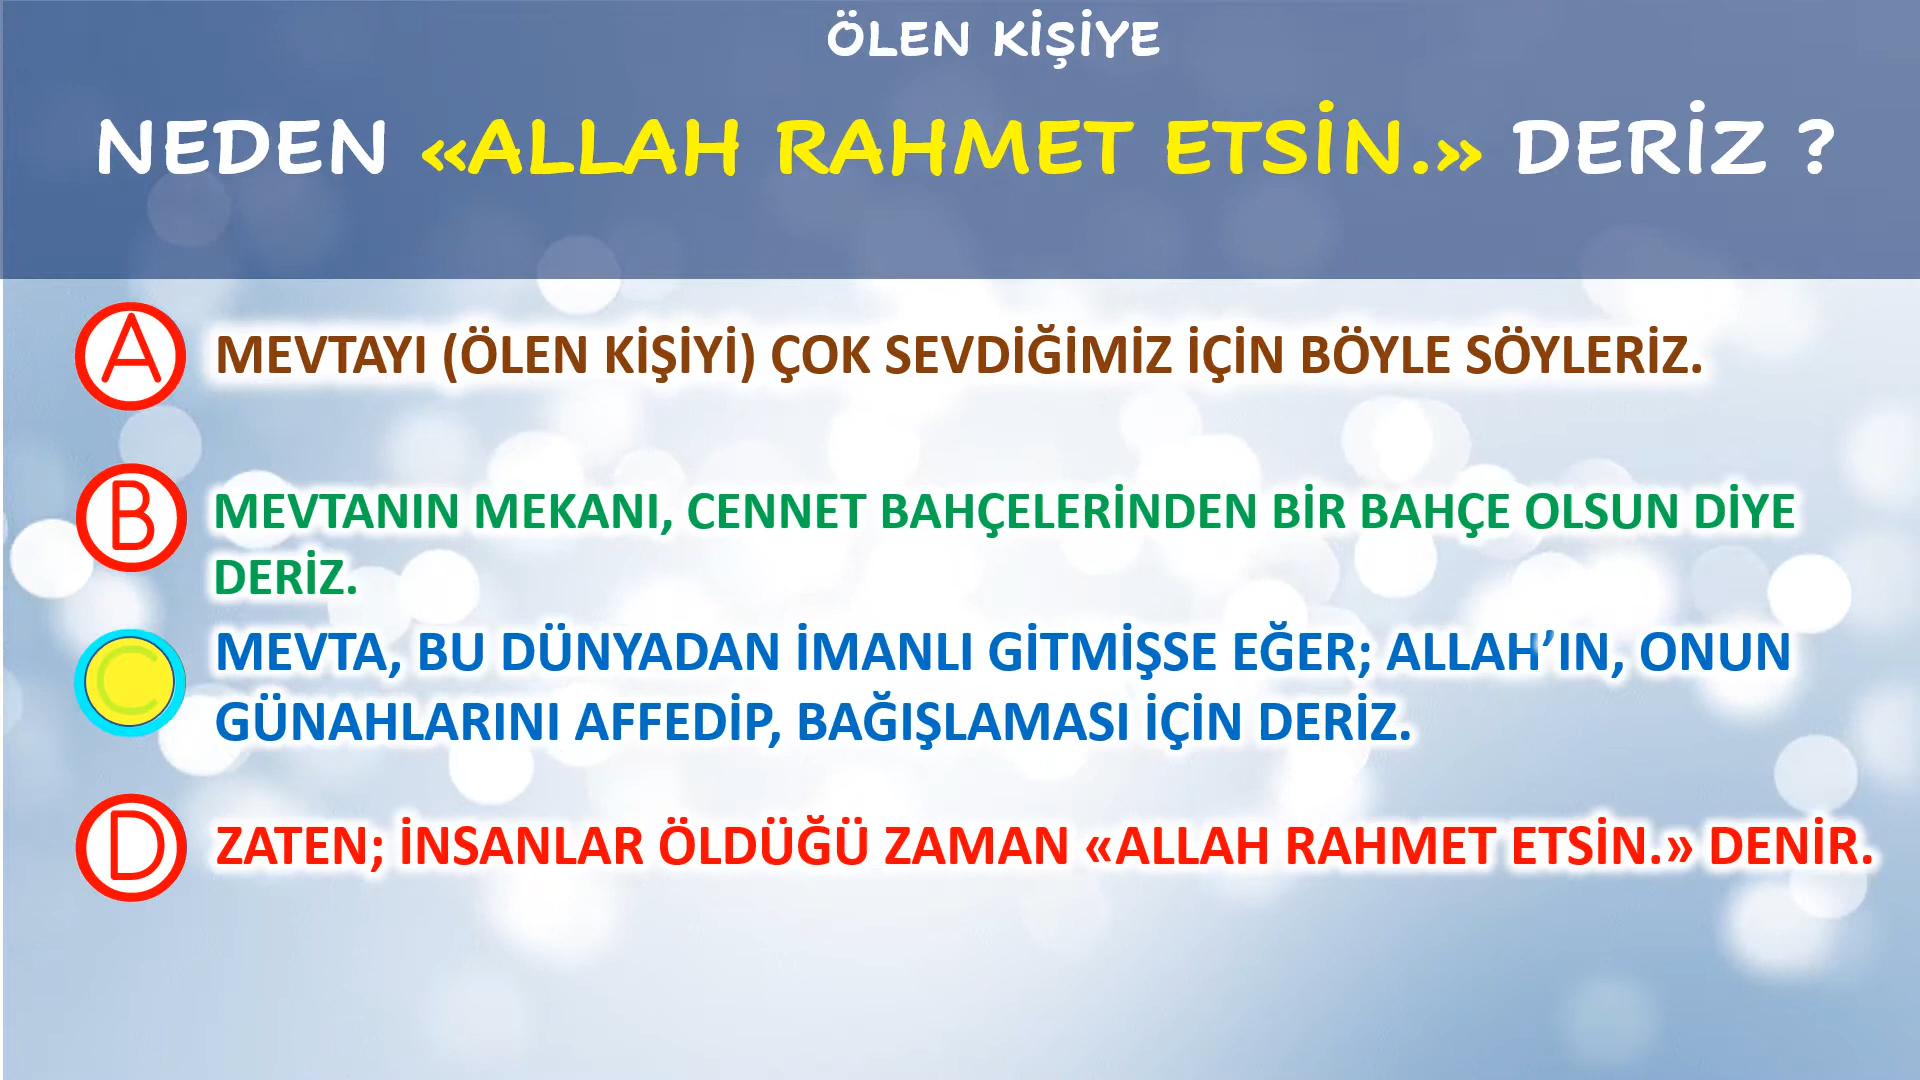 ÖLEN KİŞİYE
NEDEN «ALLAH RAHMET ETSİN.» DERİZ ?
A MEVTAYI (ÖLEN KİŞİYİ) ÇOK SEVDİĞİMİZ İÇİN BÖYLE SÖYLERİZ.
B MEVTANIN MEKANI, CENNET BAHÇELERİNDEN BİR BAHÇE OLSUN DİYE
DERİZ.
C MEVTA, BU DÜNYADAN İMANLI GİTMİŞSE EĞER; ALLAH’IN, ONUN
GÜNAHLARINI AFFEDİP, BAĞIŞLAMASI İÇİN DERİZ.
D ZATEN; İNSANLAR ÖLDÜĞÜ ZAMAN «ALLAH RAHMET ETSİN.» DENİR.